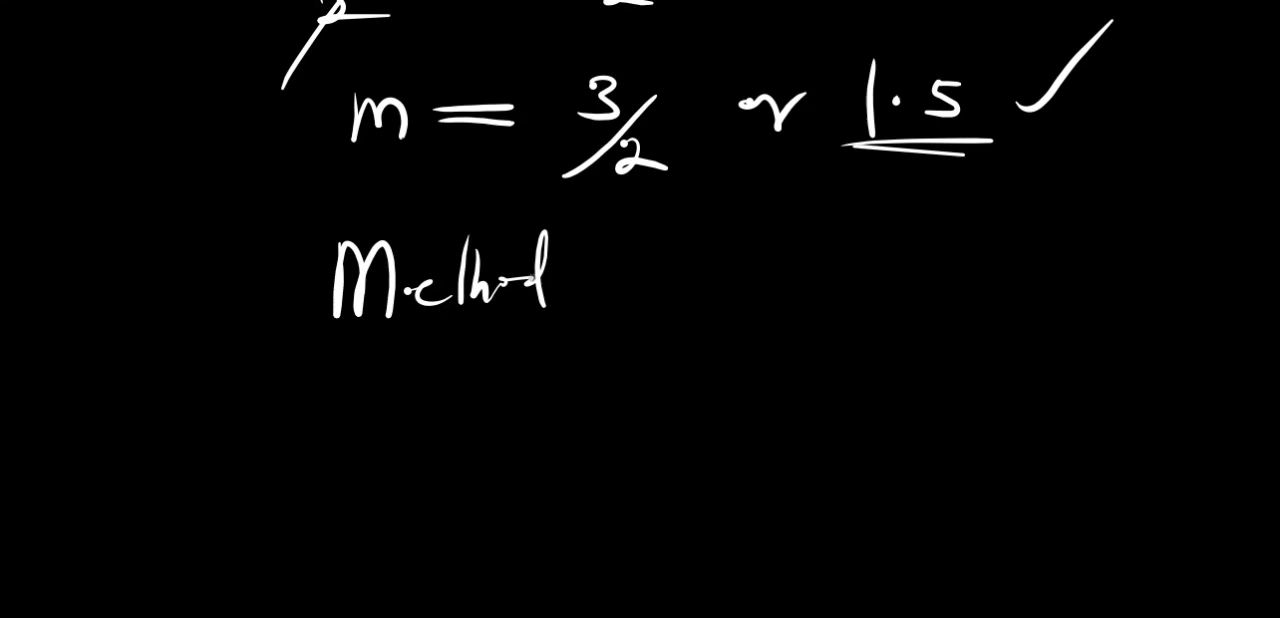 m = 3/2 or 1.5 ✓
Method